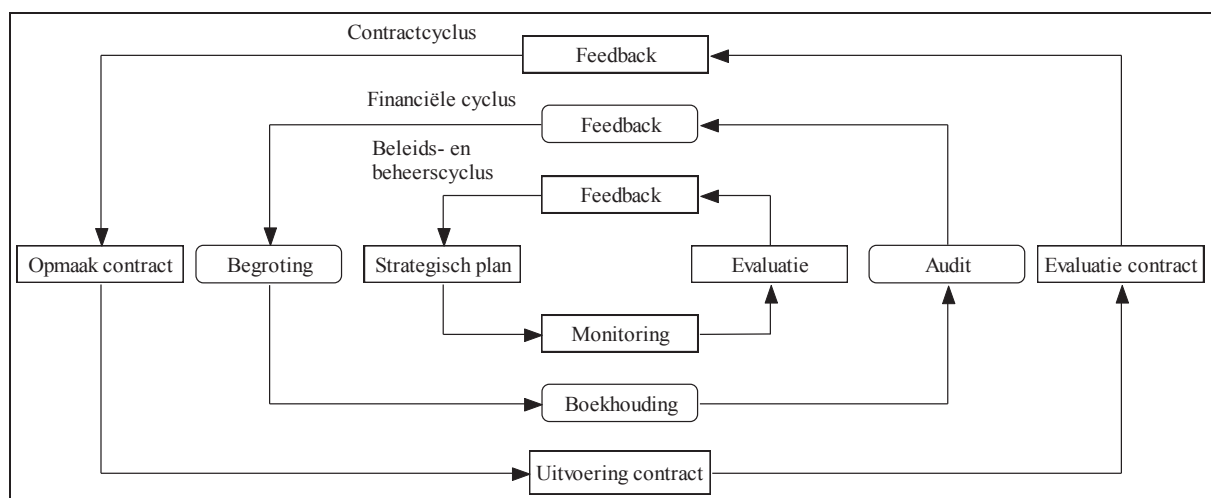 Contractcyclus
Feedback
Financiële cyclus
Feedback
Beleids- en
beheerscyclus
Feedback
Opmaak contract
Begroting
Strategisch plan
Evaluatie
Audit
Evaluatie contract
Monitoring
Boekhouding
Uitvoering contract